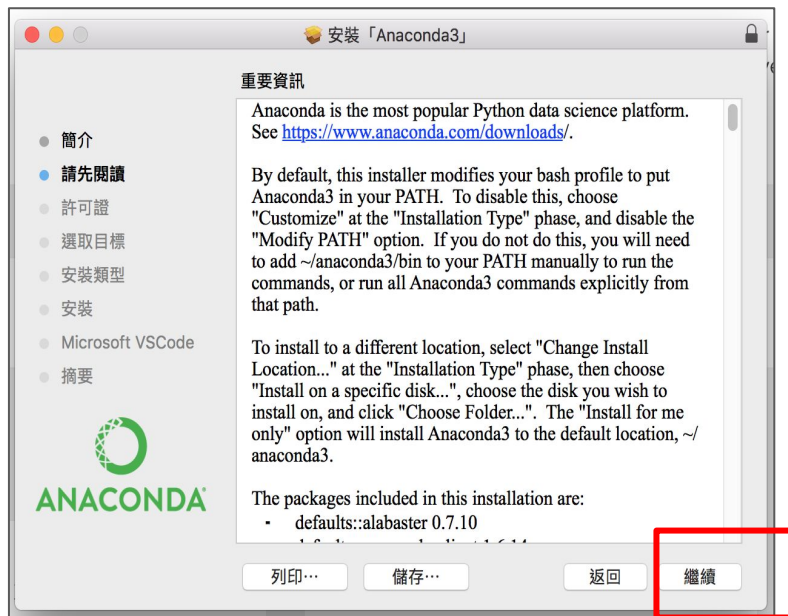 安裝「Anaconda3」
重要資訊
簡介
請先閱讀
許可證
選取目標
安裝類型
安裝
Microsoft VSCode
摘要
ANACONDA
Anaconda is the most popular Python data science platform.
See https://www.anaconda.com/downloads/.
By default, this installer modifies your bash profile to put
Anaconda3 in your PATH.  To disable this, choose
"Customize" at the "Installation Type" phase, and disable the
"Modify PATH" option.  If you do not do this, you will need
to add ~/anaconda3/bin to your PATH manually to run the
commands, or run all Anaconda3 commands explicitly from
that path.
To install to a different location, select "Change Install
Location..." at the "Installation Type" phase, then choose
"Install on a specific disk...", choose the disk you wish to
install on, and click "Choose Folder...".  The "Install for me
only" option will install Anaconda3 to the default location, ~/
anaconda3.
The packages included in this installation are:
- defaults::alabaster 0.7.10
列印…
儲存…
返回
繼續